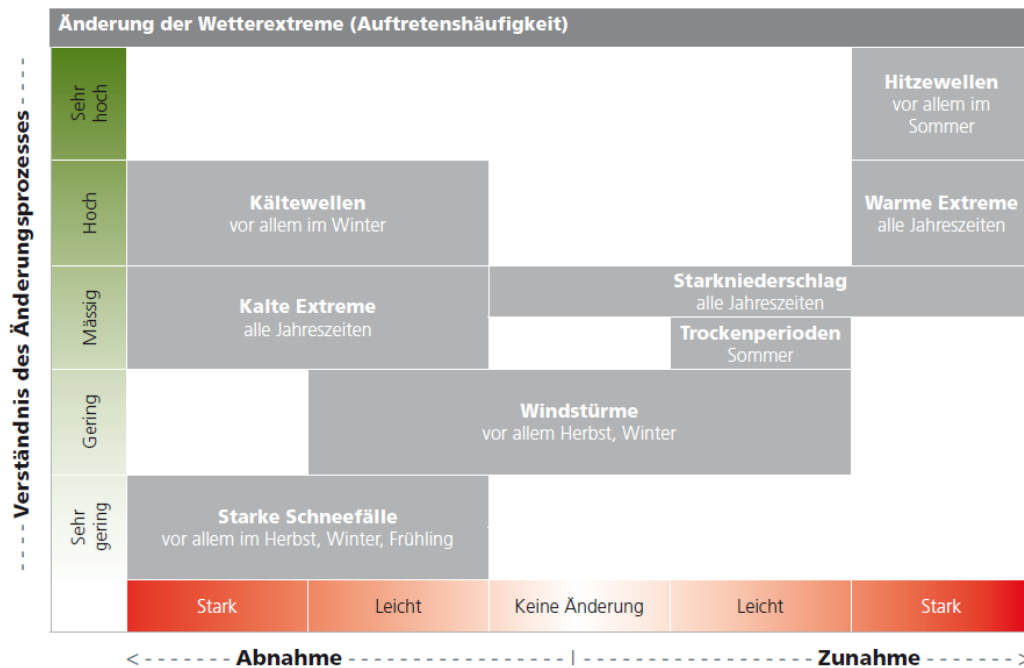 Änderung der Wetterextreme (Auftretenshäufigkeit)
Verständnis des Änderungsprozesses
Sehr
hoch
Hitzewellen
vor allem im
Sommer
Hoch
Kältewellen
vor allem im Winter
Warme Extreme
alle Jahreszeiten
Mässig
Kalte Extreme
alle Jahreszeiten
Starkniederschlag
alle Jahreszeiten
Trockenperioden
Sommer
Gering
Windstürme
vor allem Herbst, Winter
Sehr
gering
Starke Schneefälle
vor allem im Herbst, Winter, Frühling
Stark
Leicht
Keine Änderung
Leicht
Stark
< - - - - - - - Abnahme - - - - - - - - - - - - - - - - - | - - - - - - - - - - - - - - - - - Zunahme - - - - - - - >